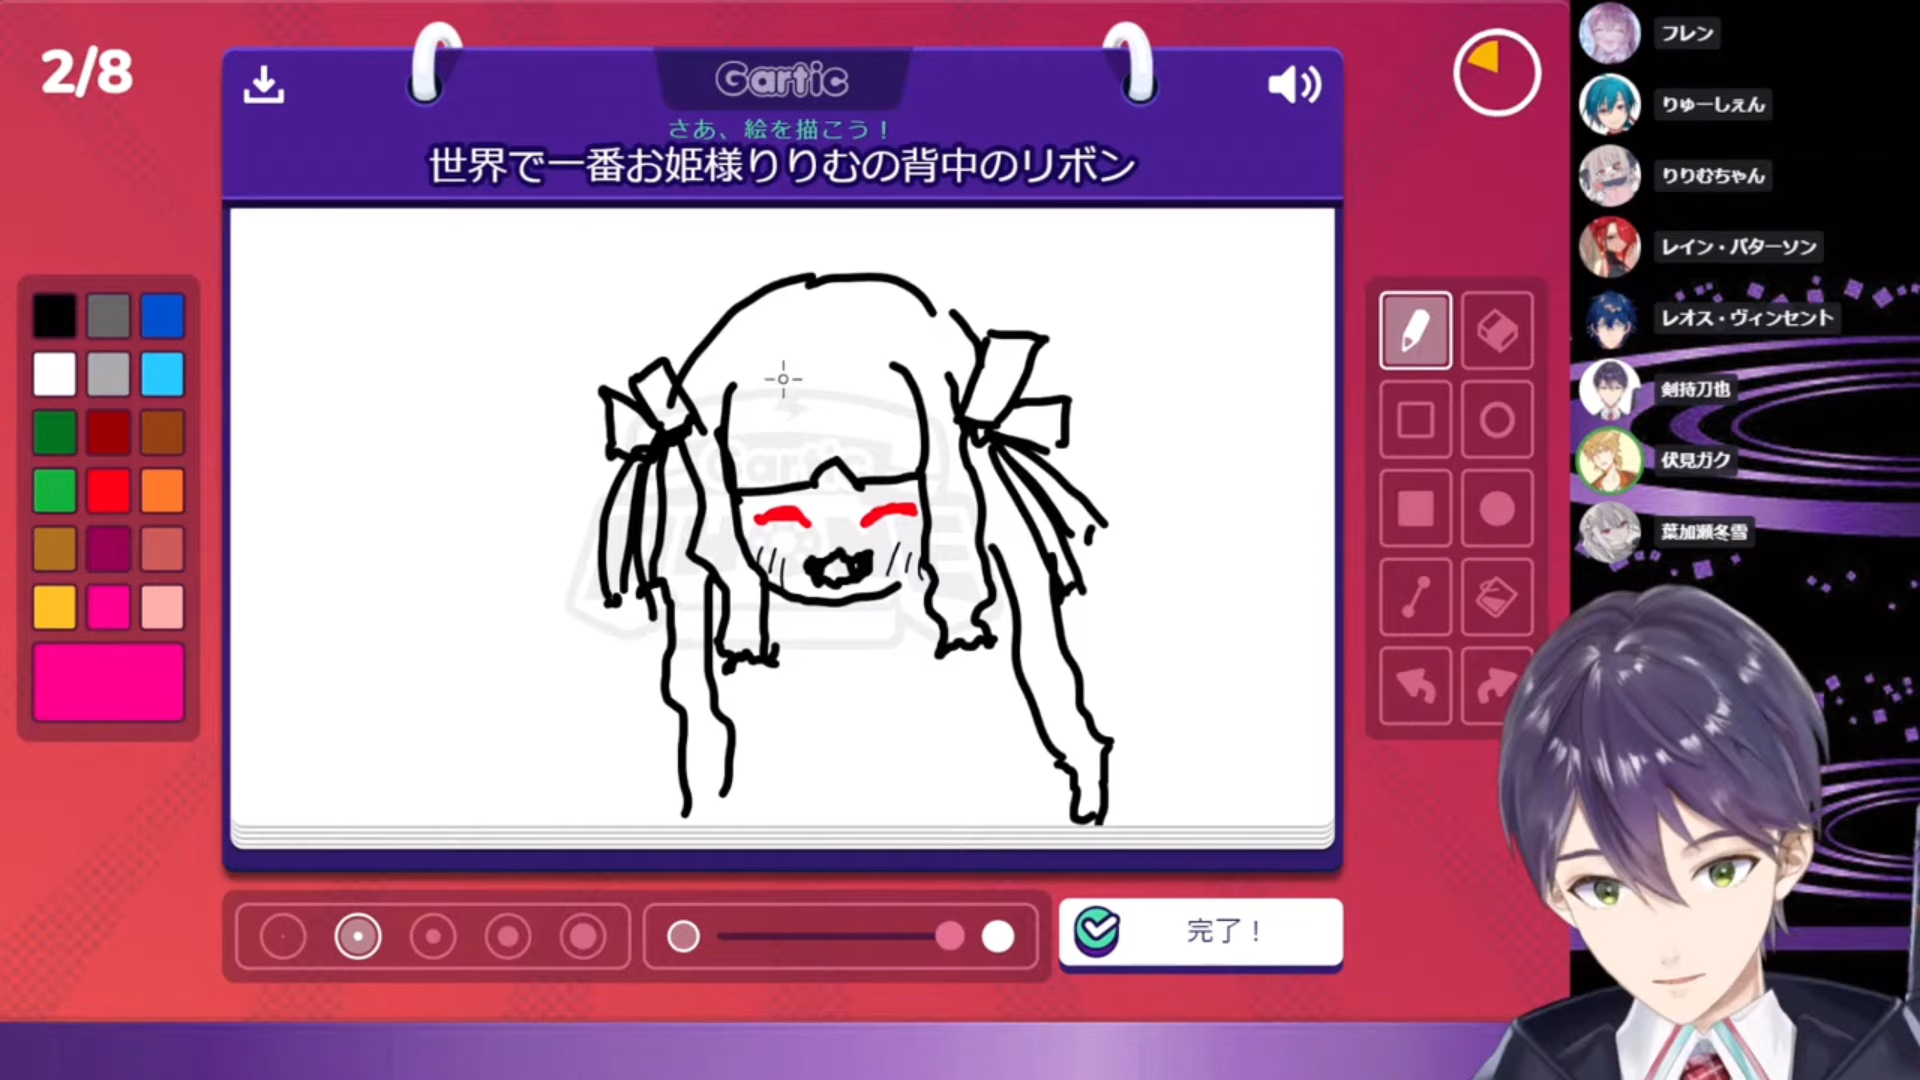 2/8
Gartic
さあ、絵を描こう！
世界で一番お姫様りりむの背中のリボン
完了！
フレン
りゅーしぇん
りりむちゃん
レイン・パターソン
レオス・ヴィンセント
剣持刀也
伏見ガク
葉加瀬冬雪